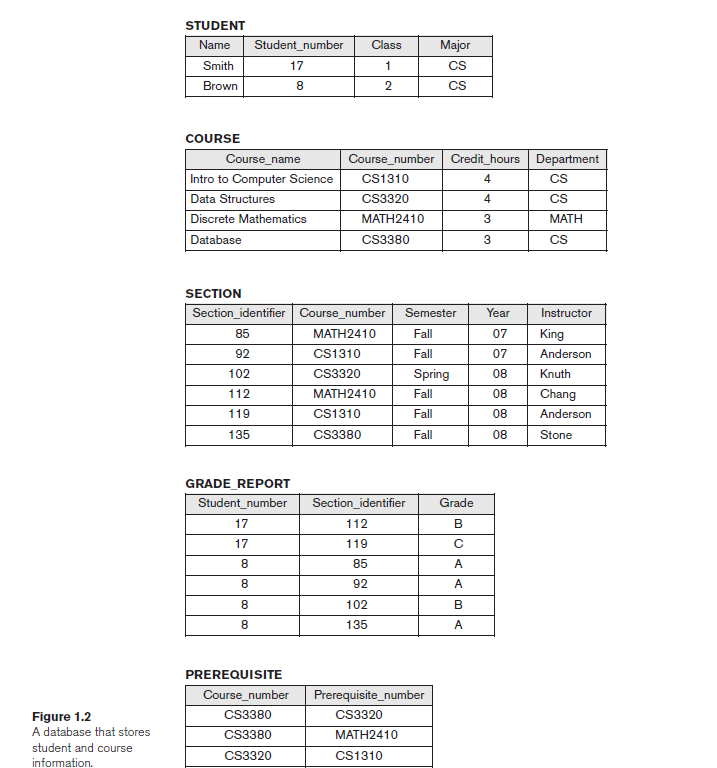 STUDENT
Name Student_number Class Major
Smith 17 1 CS
Brown 8 2 CS
COURSE
Course_name Course_number Credit_hours Department
Intro to Computer Science CS1310 4 CS
Data Structures CS3320 4 CS
Discrete Mathematics MATH2410 3 MATH
Database CS3380 3 CS
SECTION
Section_identifier Course_number Semester Year Instructor
85 MATH2410 Fall 07 King
92 CS1310 Fall 07 Anderson
102 CS3320 Spring 08 Knuth
112 MATH2410 Fall 08 Chang
119 CS1310 Fall 08 Anderson
135 CS3380 Fall 08 Stone
GRADE_REPORT
Student_number Section_identifier Grade
17 112 B
17 119 C
8 85 A
8 92 A
8 102 B
8 135 A
PREREQUISITE
Course_number Prerequisite_number
CS3380 CS3320
CS3380 MATH2410
CS3320 CS1310
Figure 1.2
A database that stores
student and course
information.